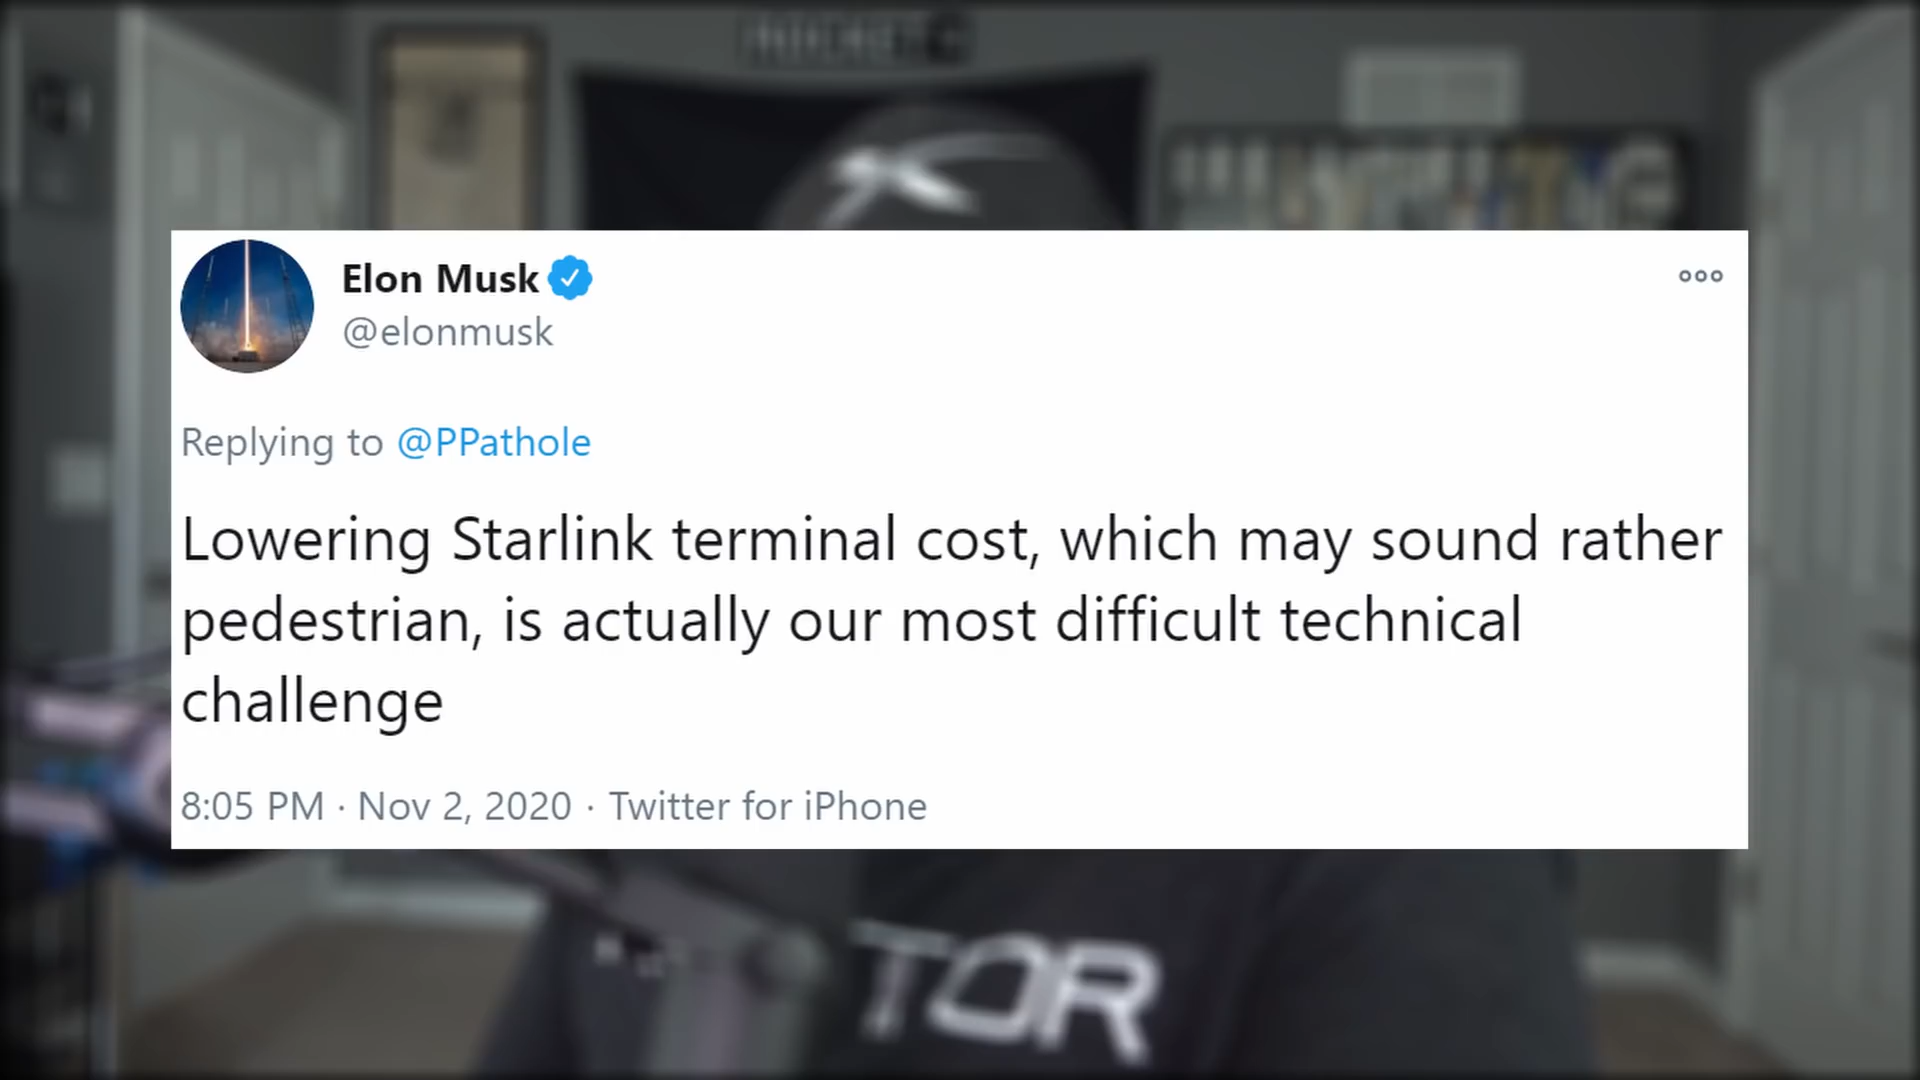 Elon Musk
@elonmusk
Replying to @PPathole
Lowering Starlink terminal cost, which may sound rather
pedestrian, is actually our most difficult technical
challenge
8:05 PM · Nov 2, 2020 · Twitter for iPhone
TOR